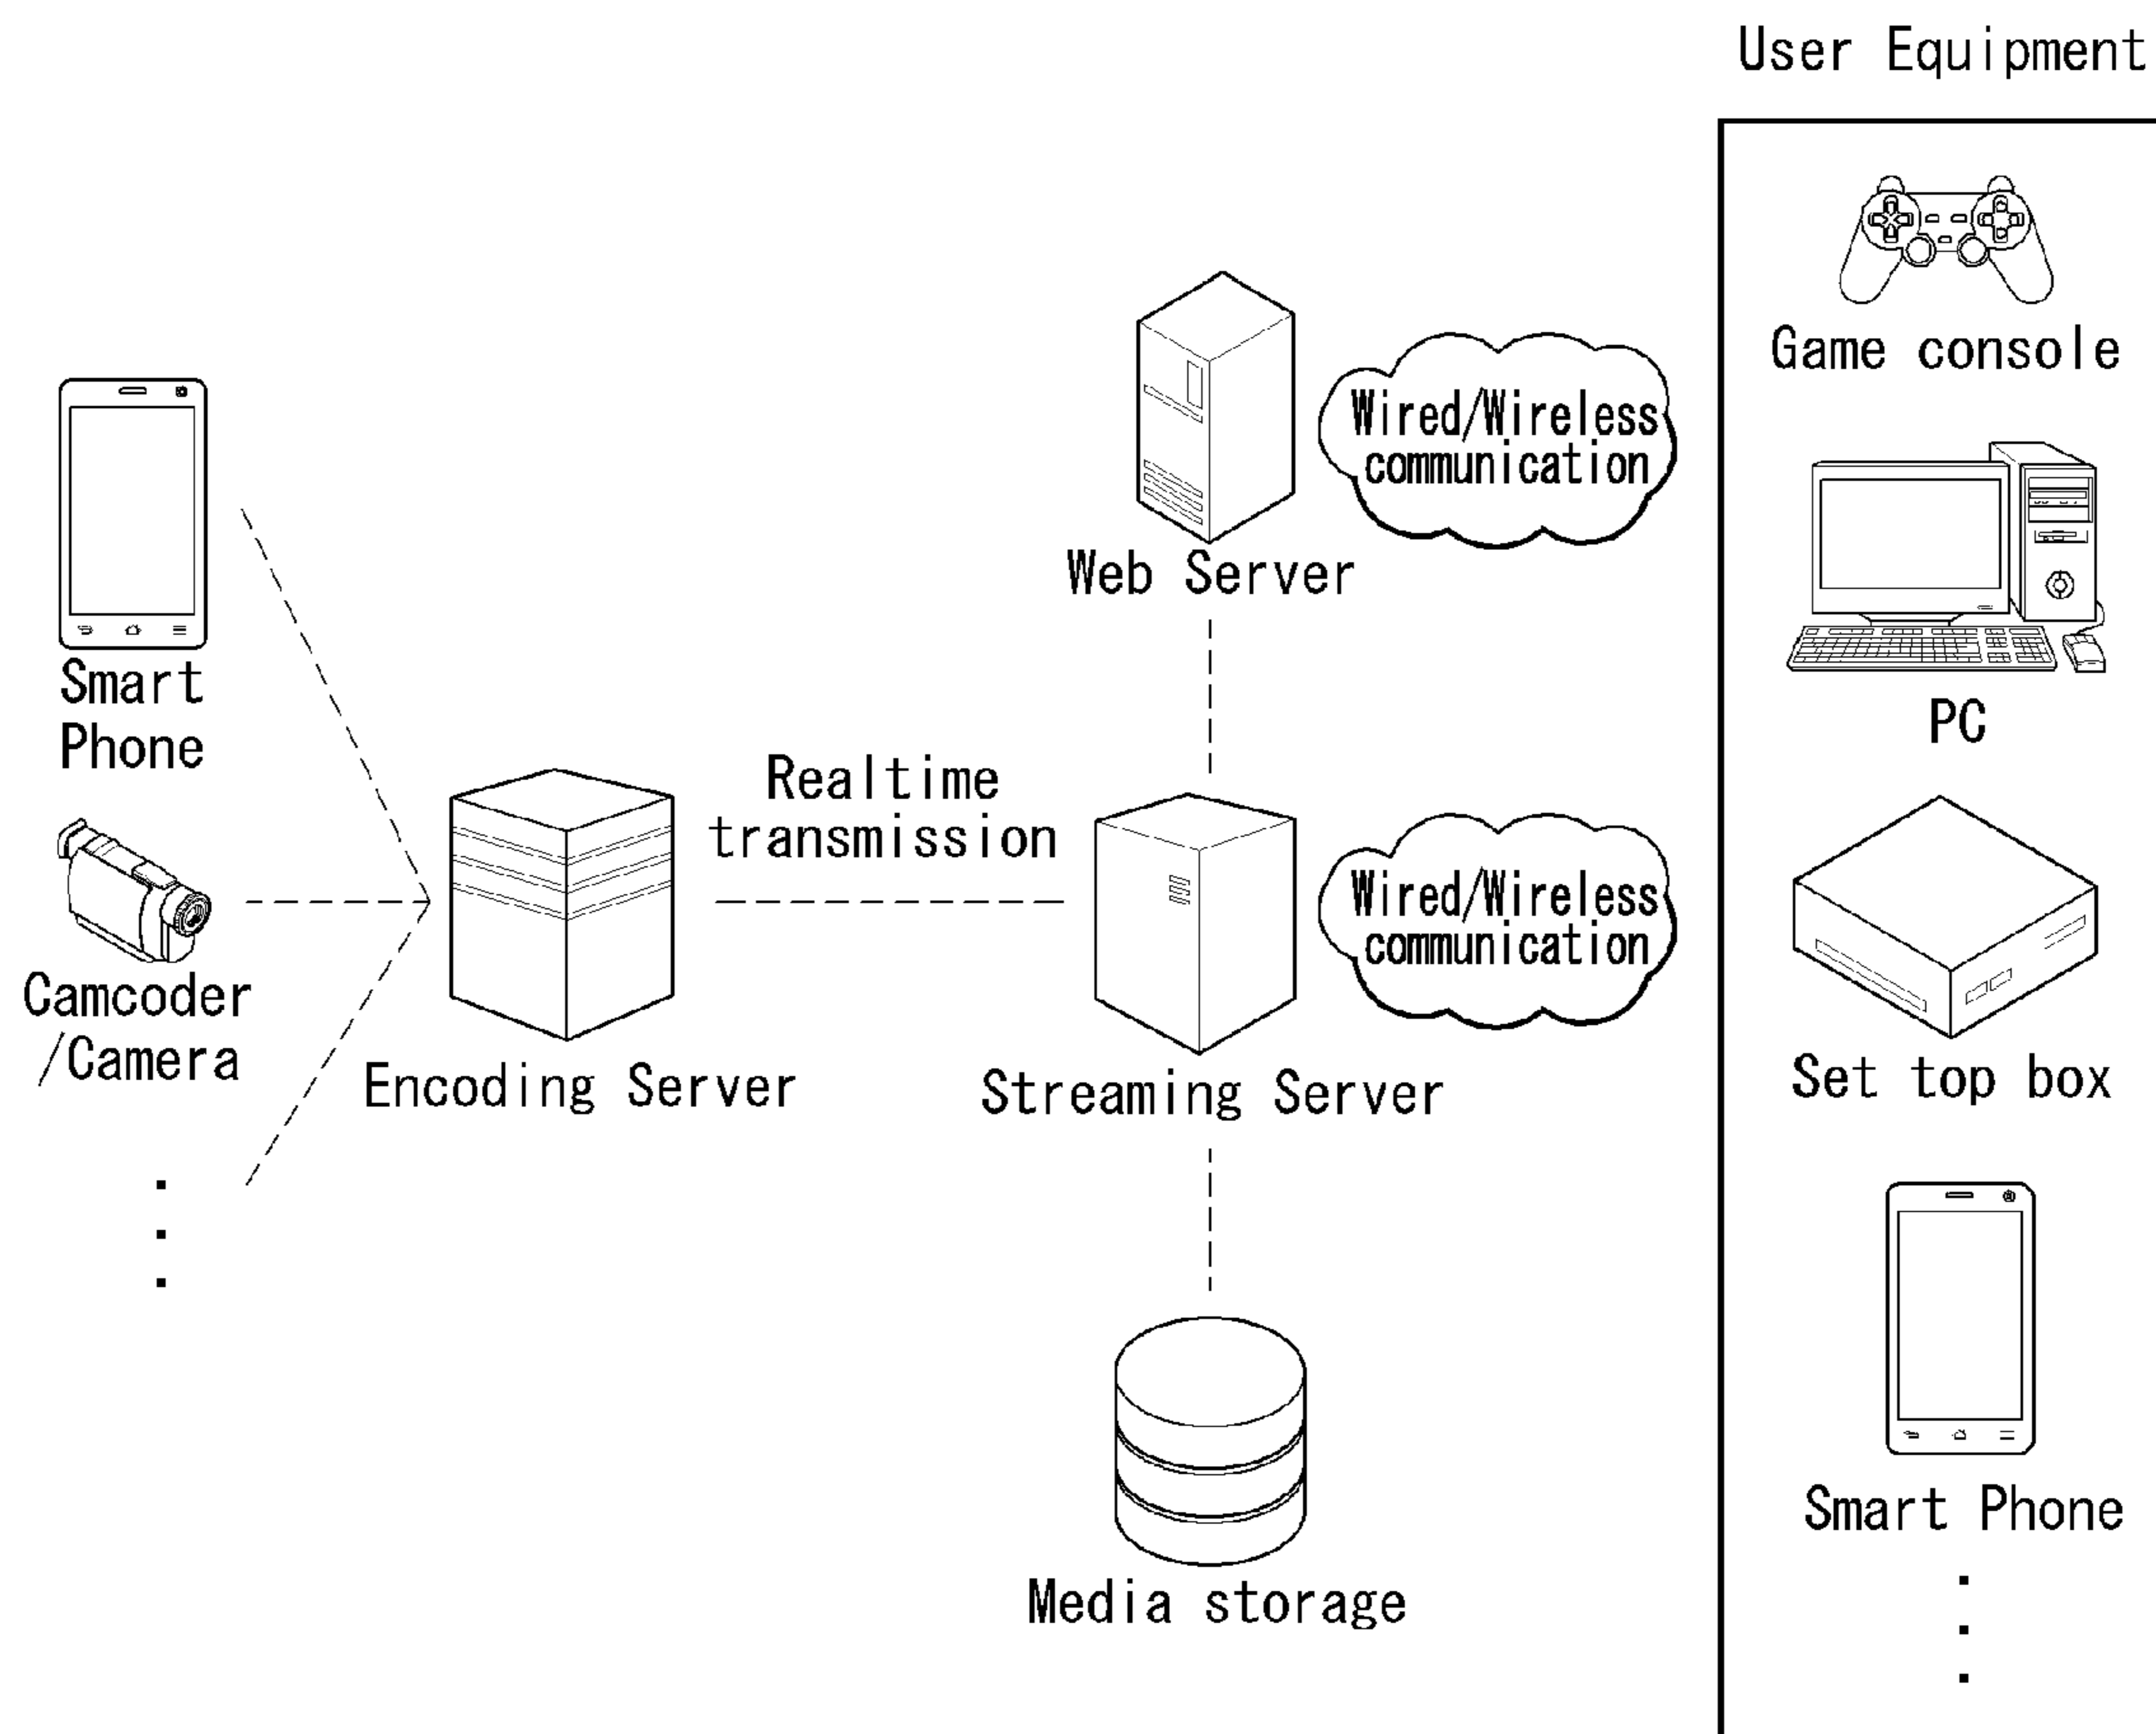 User Equipment
Game console
Wired/Wireless
communication
Web Server
Smart
Phone
PC
Realtime
transmission
Wired/Wireless
communication
Camcoder
/Camera
Encoding Server
Streaming Server
Set top box
Smart Phone
Media storage